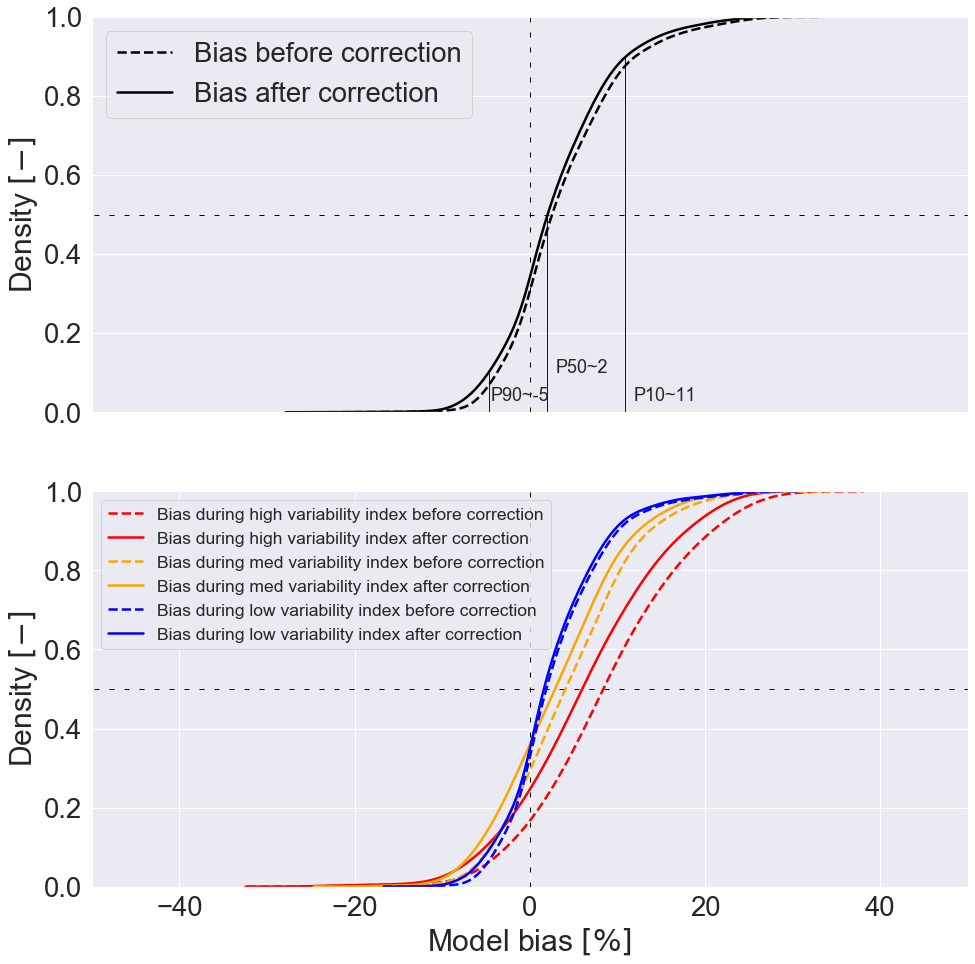 1.0
0.8
0.6
0.4
0.2
0.0
Density [−]
Bias before correction
Bias after correction
P90~-5
P50~2
P10~11
1.0
0.8
0.6
0.4
0.2
0.0
Density [−]
Bias during high variability index before correction
Bias during high variability index after correction
Bias during med variability index before correction
Bias during med variability index after correction
Bias during low variability index before correction
Bias during low variability index after correction
−40 −20 0 20 40
Model bias [%]